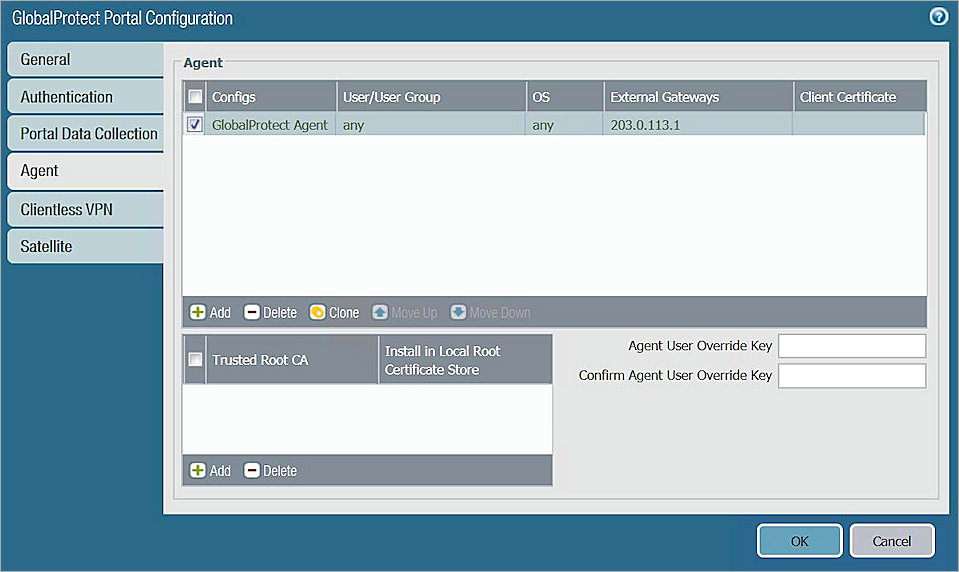 GlobalProtect Portal Configuration
?
General
Authentication
Portal Data Collection
Agent
Clientless VPN
Satellite
Agent
Configs User/User Group OS External Gateways Client Certificate
GlobalProtect Agent any any 203.0.113.1
Add Delete Clone Move Up Move Down
Trusted Root CA
Install in Local Root
Certificate Store
Add Delete
Agent User Override Key
Confirm Agent User Override Key
OK Cancel